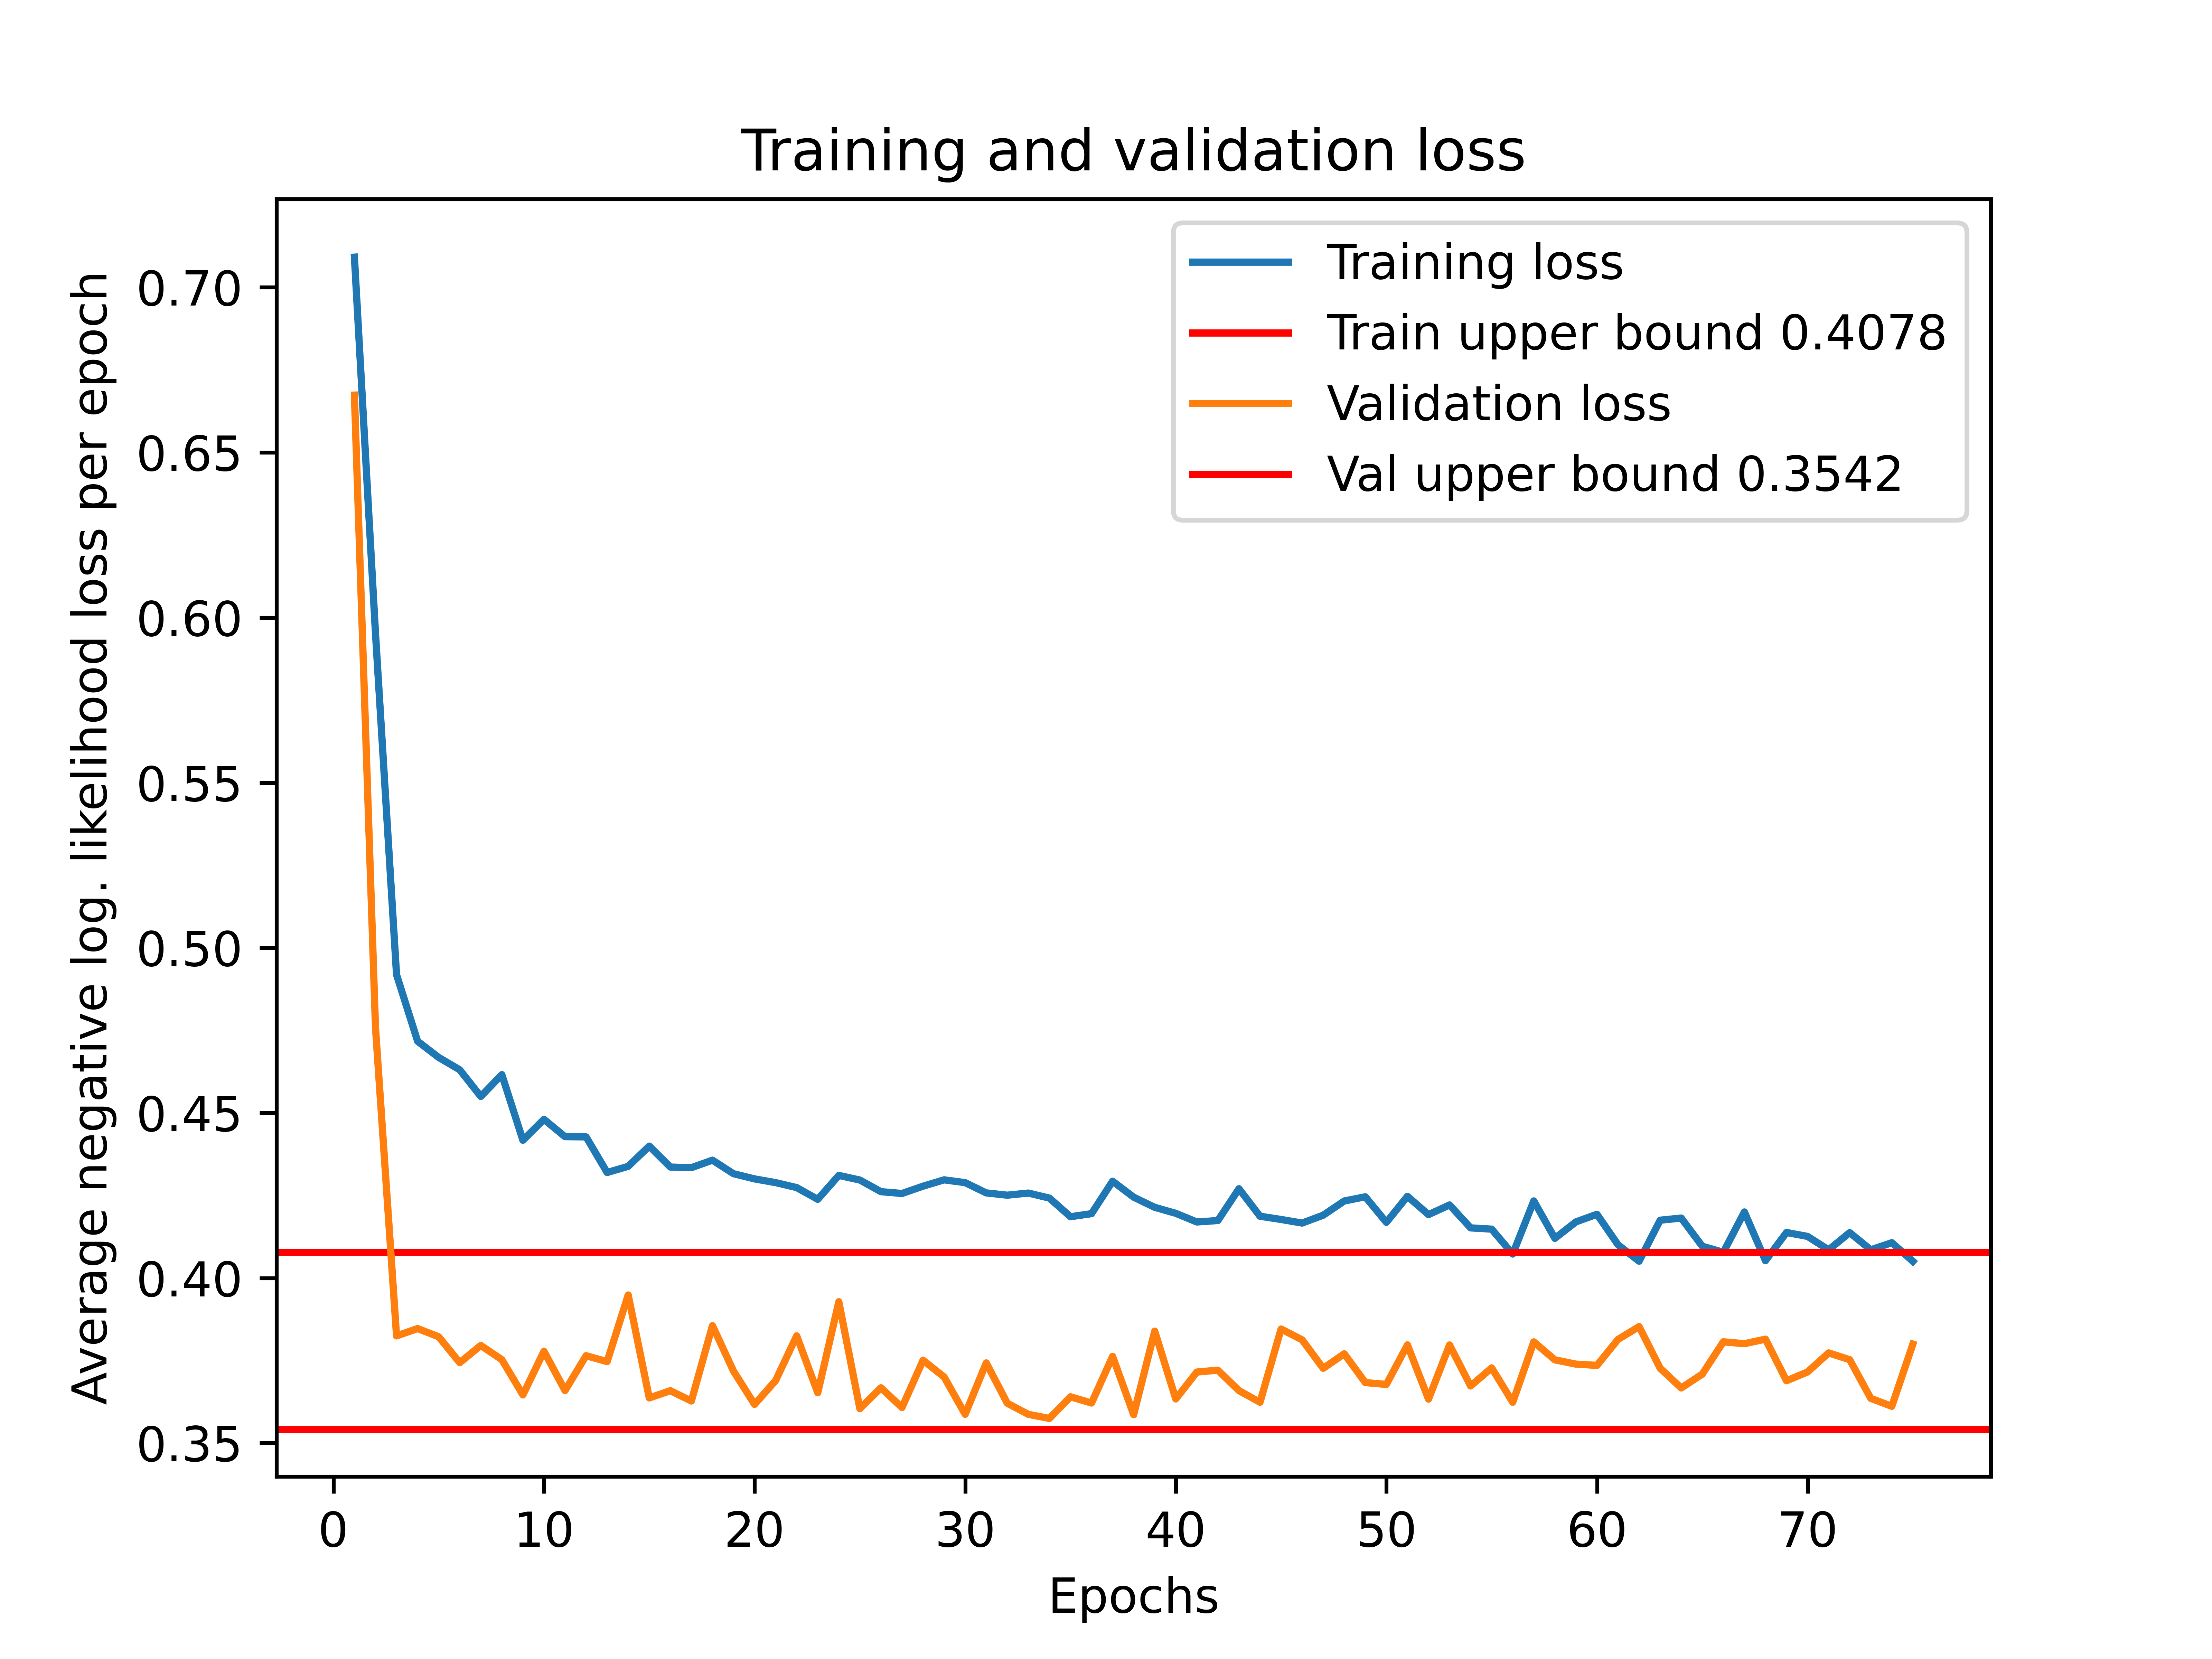 Training and validation loss
Training loss
Train upper bound 0.4078
Validation loss
Val upper bound 0.3542
Average negative log. likelihood loss per epoch
0.70
0.65
0.60
0.55
0.50
0.45
0.40
0.35
0 10 20 30 40 50 60 70
Epochs